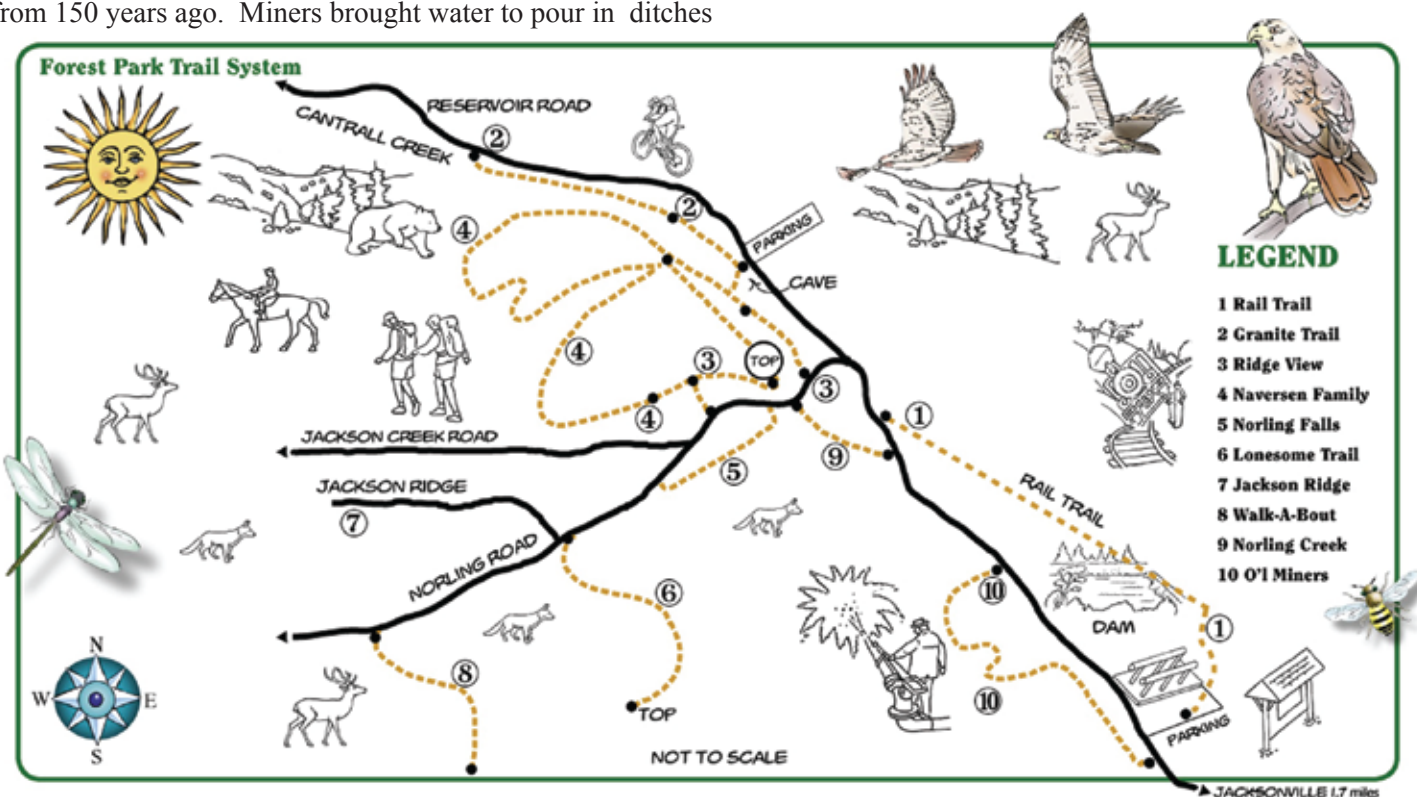 from 150 years ago. Miners brought water to pour in ditches
Forest Park Trail System
RESERVOIR ROAD
CANTRALL CREEK
②
②
④
PARKING
CAVE
LEGEND
1 Rail Trail
2 Granite Trail
3 Ridge View
4 Naversen Family
5 Norling Falls
6 Lonesome Trail
7 Jackson Ridge
8 Walk-A-Bout
9 Norling Creek
10 O'l Miners
④
TOP
③
③
④
①
JACKSON CREEK ROAD
⑨
⑤
JACKSON RIDGE
⑦
RAIL TRAIL
NORLING ROAD
⑥
⑩
DAM
①
⑧
⑩
TOP
PARKING
N
W E
S
NOT TO SCALE
JACKSONVILLE 1.7 miles